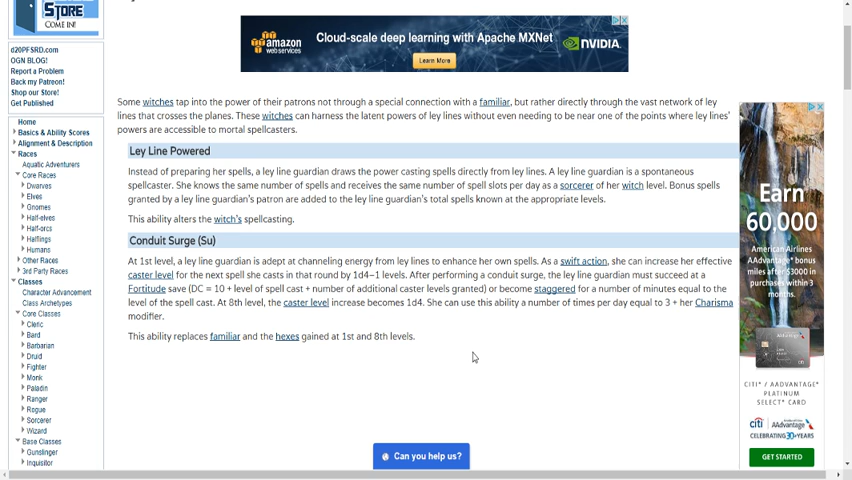 STORE
COME IN!
amazon
web services
Cloud-scale deep learning with Apache MXNet
Learn More
NVIDIA.
d20PFSRD.com
OGN BLOG!
Report a Problem
Back my Patreon!
Shop our Store!
Get Published
Home
Basics & Ability Scores
Alignment & Description
Races
Aquatic Adventurers
Core Races
Dwarves
Elves
Gnomes
Half-elves
Half-orcs
Halflings
Humans
Other Races
3rd Party Races
Classes
Character Advancement
Class Archetypes
Core Classes
Cleric
Bard
Barbarian
Druid
Fighter
Monk
Paladin
Ranger
Rogue
Sorcerer
Wizard
Base Classes
Gunslinger
Inquisitor
Some witches tap into the power of their patrons not through a special connection with a familiar, but rather directly through the vast network of ley
lines that crosses the planes. These witches can harness the latent powers of ley lines without even needing to be near one of the points where ley lines'
powers are accessible to mortal spellcasters.
Ley Line Powered
Instead of preparing her spells, a ley line guardian draws the power casting spells directly from ley lines. A ley line guardian is a spontaneous
spellcaster. She knows the same number of spells and receives the same number of spell slots per day as a sorcerer of her witch level. Bonus spells
granted by a ley line guardian's patron are added to the ley line guardian's total spells known at the appropriate levels.
This ability alters the witch's spellcasting.
Conduit Surge (Su)
At 1st level, a ley line guardian is adept at channeling energy from ley lines to enhance her own spells. As a swift action, she can increase her effective
caster level for the next spell she casts in that round by 1d4–1 levels. After performing a conduit surge, the ley line guardian must succeed at a
Fortitude save (DC = 10 + level of spell cast + number of additional caster levels granted) or become staggered for a number of minutes equal to the
level of the spell cast. At 8th level, the caster level increase becomes 1d4. She can use this ability a number of times per day equal to 3 + her Charisma
modifier.
This ability replaces familiar and the hexes gained at 1st and 8th levels.
Can you help us?
Earn
60,000
American Airlines
AAdvantage® bonus
miles after $3000 in
purchases within 3
months.
CITI® / AADVANTAGE®
PLATINUM
SELECT® CARD
citi AAdvantage
CELEBRATING 30+YEARS
GET STARTED